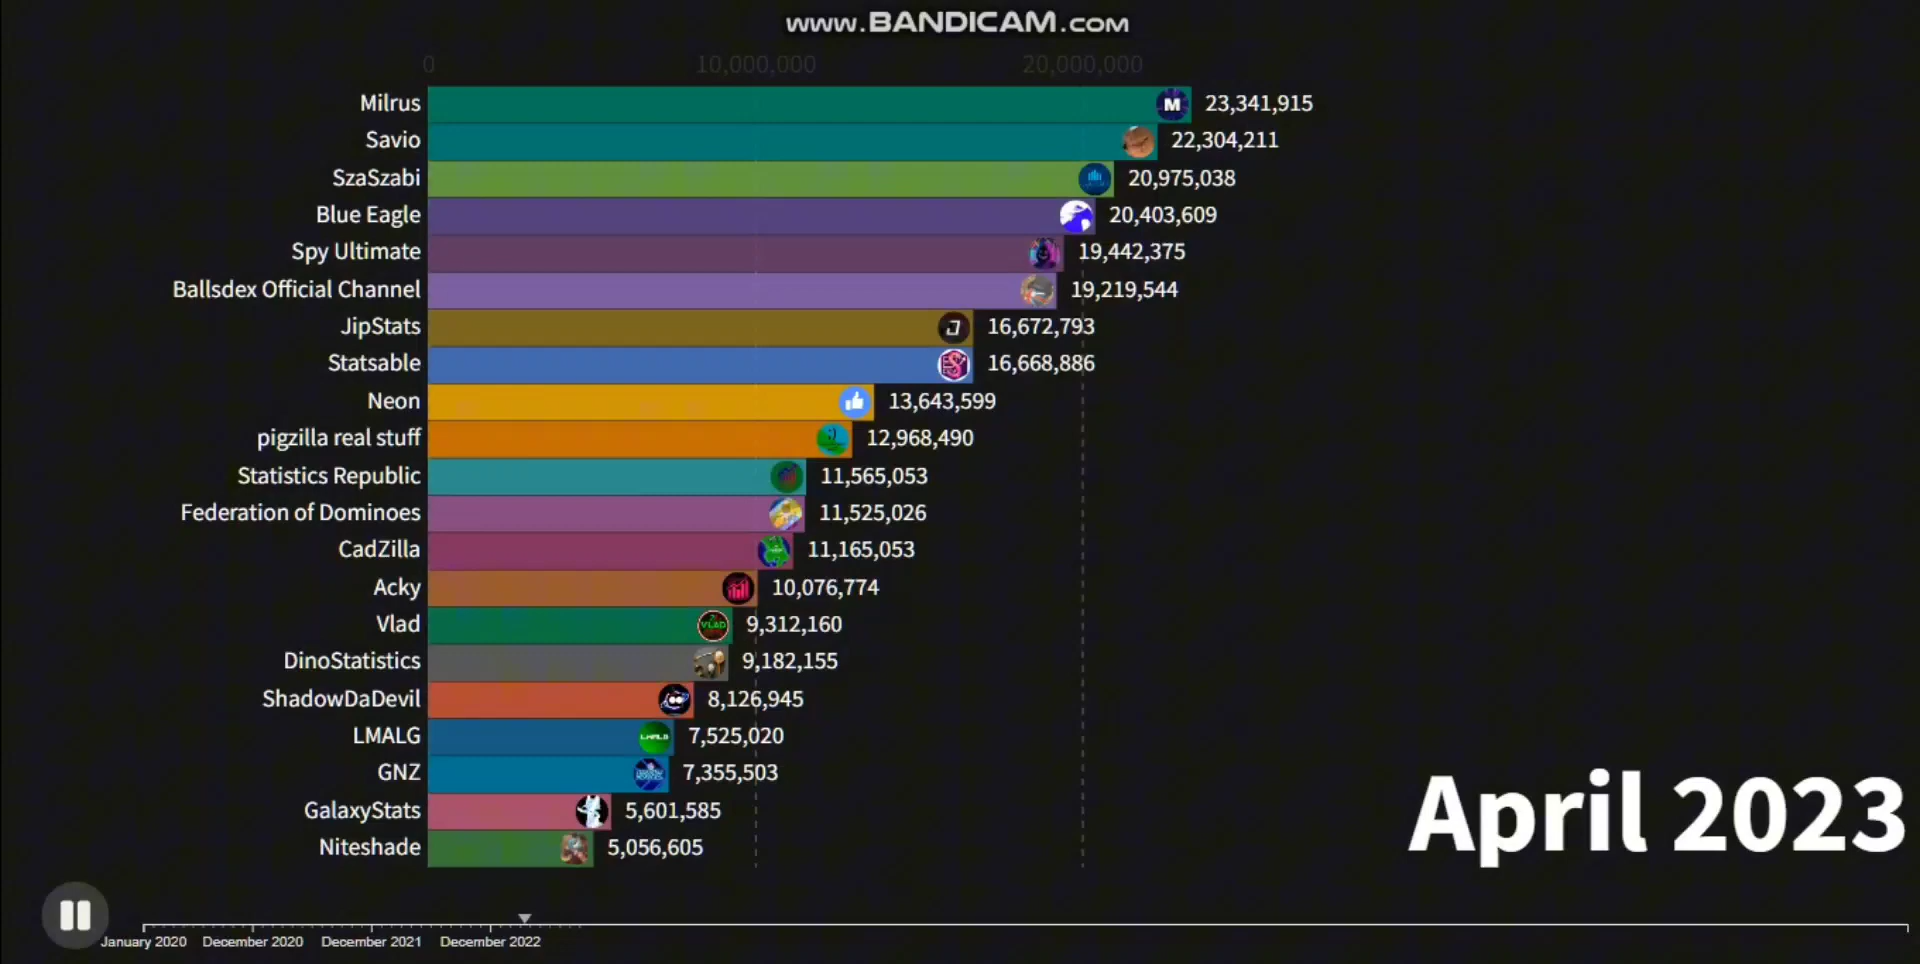 www.BANDICAM.COM
0 10,000,000 20,000,000
Milrus M 23,341,915
Savio 22,304,211
SzaSzabi 20,975,038
Blue Eagle 20,403,609
Spy Ultimate 19,442,375
Ballsdex Official Channel 19,219,544
JipStats J 16,672,793
Statsable 16,668,886
Neon 13,643,599
pigzilla real stuff 12,968,490
Statistics Republic 11,565,053
Federation of Dominoes 11,525,026
CadZilla 11,165,053
Acky 10,076,774
Vlad VLAD 9,312,160
DinoStatistics 9,182,155
ShadowDaDevil 8,126,945
LMALG LMALG 7,525,020
GNZ 7,355,503
GalaxyStats 5,601,585
Niteshade 5,056,605
April 2023
January 2020 December 2020 December 2021 December 2022